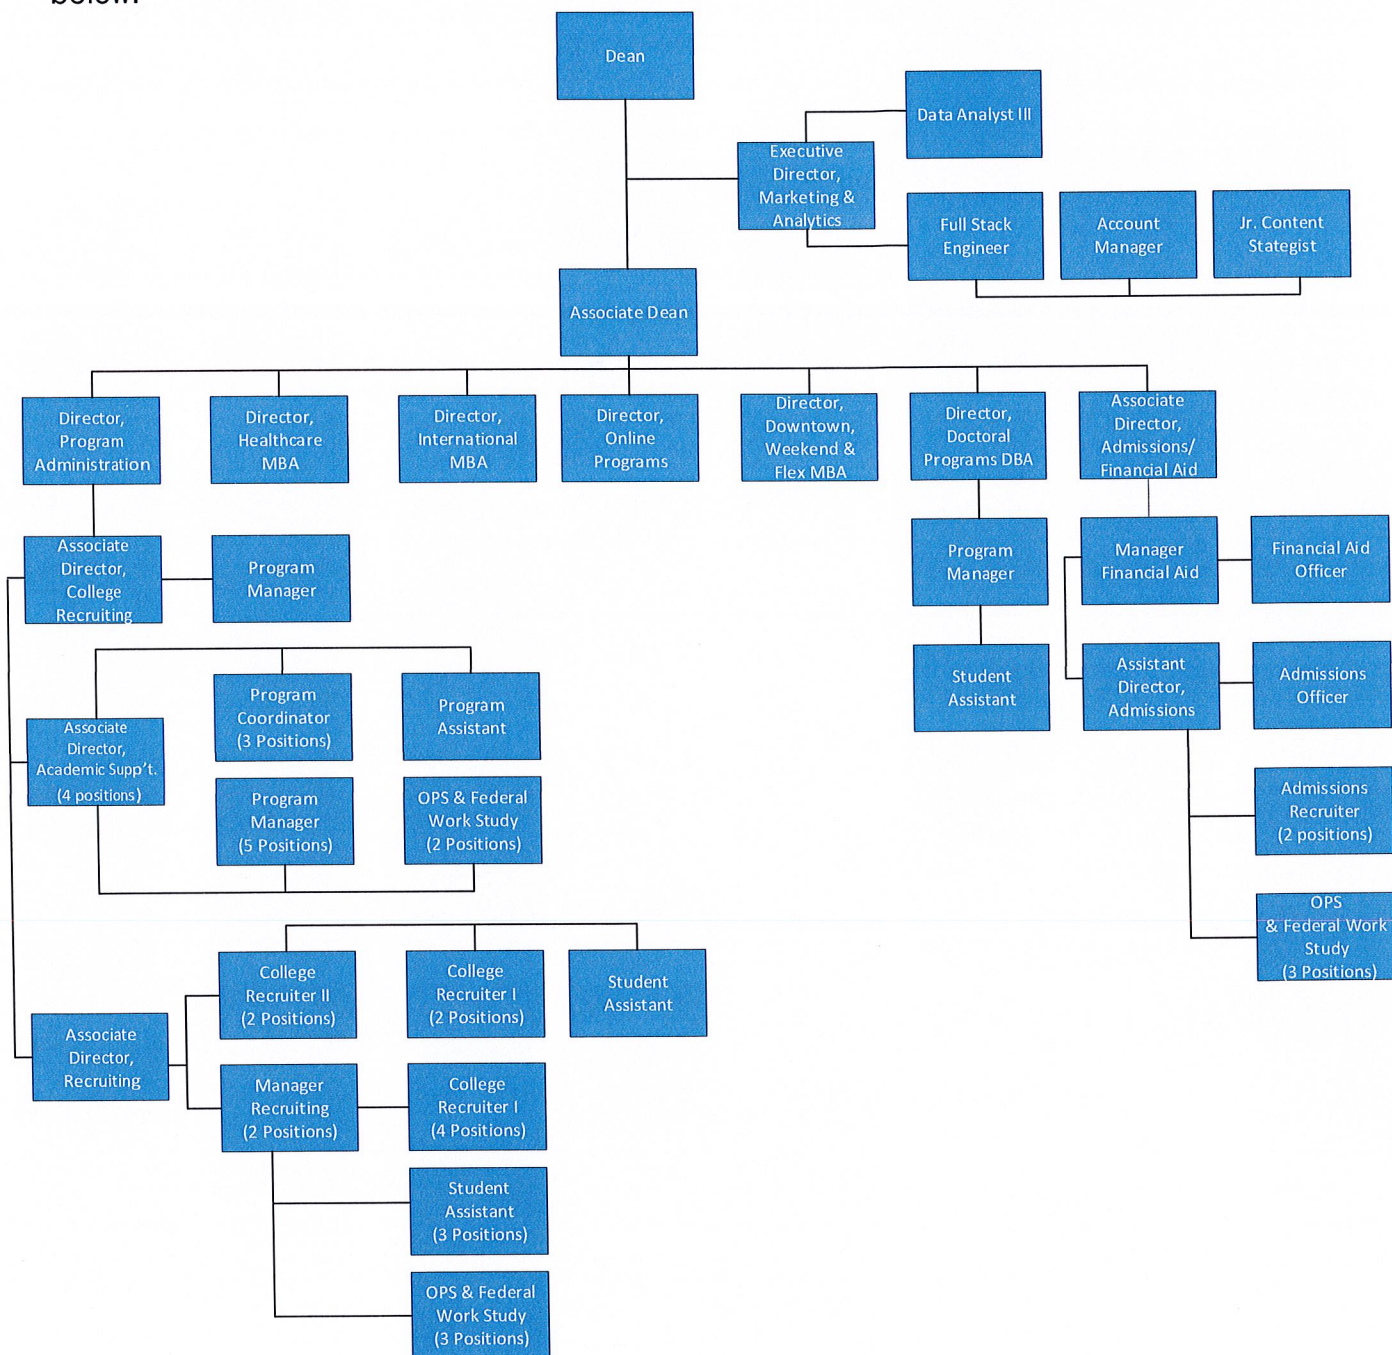 below:
Dean
Data Analyst III
Executive
Director,
Marketing &
Analytics
Full Stack
Engineer
Account
Manager
Jr. Content
Stategist
Associate Dean
Director,
Program
Administration
Director,
Healthcare
MBA
Director,
International
MBA
Director,
Online
Programs
Director,
Downtown,
Weekend &
Flex MBA
Director,
Doctoral
Programs DBA
Associate
Director,
Admissions/
Financial Aid
Associate
Director,
College
Recruiting
Program
Manager
Program
Manager
Manager
Financial Aid
Financial Aid
Officer
Associate
Director,
Academic Supp't.
(4 positions)
Program
Coordinator
(3 Positions)
Program
Assistant
Student
Assistant
Assistant
Director,
Admissions
Admissions
Officer
Program
Manager
(5 Positions)
OPS & Federal
Work Study
(2 Positions)
Admissions
Recruiter
(2 positions)
OPS
& Federal Work
Study
(3 Positions)
College
Recruiter II
(2 Positions)
College
Recruiter I
(2 Positions)
Student
Assistant
Associate
Director,
Recruiting
Manager
Recruiting
(2 Positions)
College
Recruiter I
(4 Positions)
Student
Assistant
(3 Positions)
OPS & Federal
Work Study
(3 Positions)